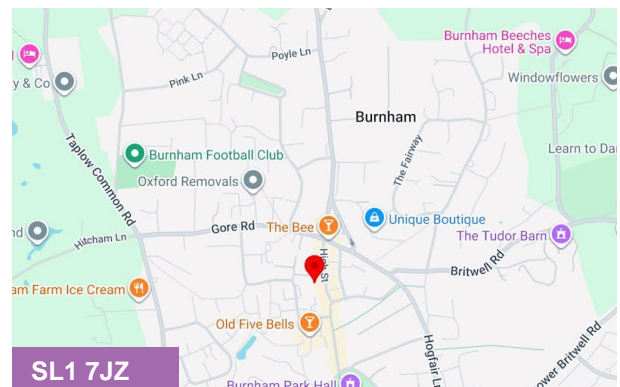 Burnham Beeches
Hotel & Spa
Poyle Ln
y & Co
Pink Ln
Windowflowers
Burnham
Taplow Common Rd
Burnham Football Club
The Fairway
Learn to Da
Oxford Removals
Unique Boutique
Gore Rd
The Bee
nd
Hitcham Ln
High St
The Tudor Barn
Britwell Rd
am Farm Ice Cream
Old Five Bells
Hogfair Ln
ower Britwell Rd
SL1 7JZ
Burnham Park Hall